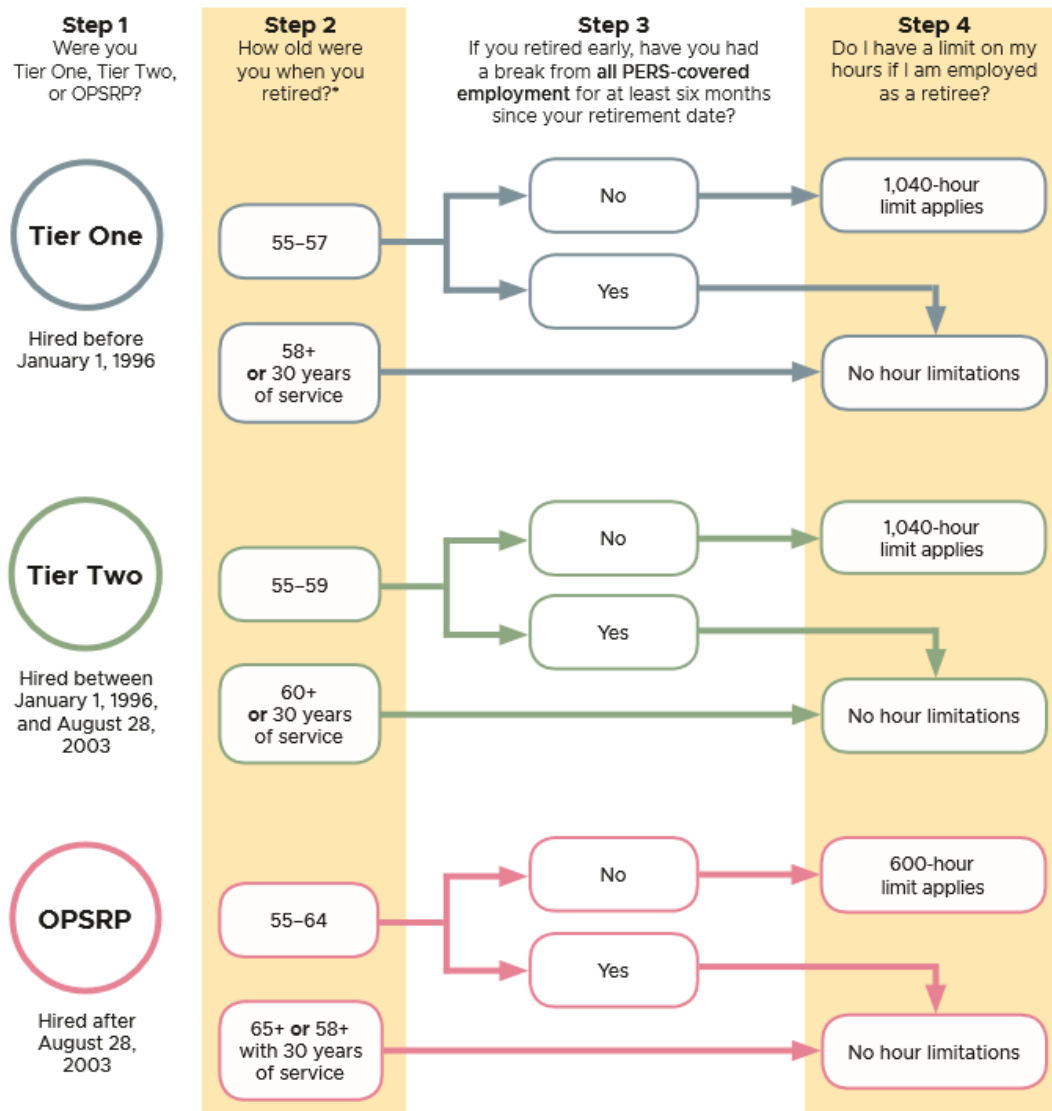 Step 1
Were you
Tier One, Tier Two,
or OPSRP?
Step 2
How old were
you when you
retired?*
Step 3
If you retired early, have you had
a break from all PERS-covered
employment for at least six months
since your retirement date?
Step 4
Do I have a limit on my
hours if I am employed
as a retiree?
Tier One
Hired before
January 1, 1996
55–57
No
1,040-hour
limit applies
Yes
58+
or 30 years
of service
No hour limitations
Tier Two
Hired between
January 1, 1996,
and August 28,
2003
55–59
No
1,040-hour
limit applies
Yes
60+
or 30 years
of service
No hour limitations
OPSRP
Hired after
August 28,
2003
55–64
No
600-hour
limit applies
Yes
65+ or 58+
with 30 years
of service
No hour limitations